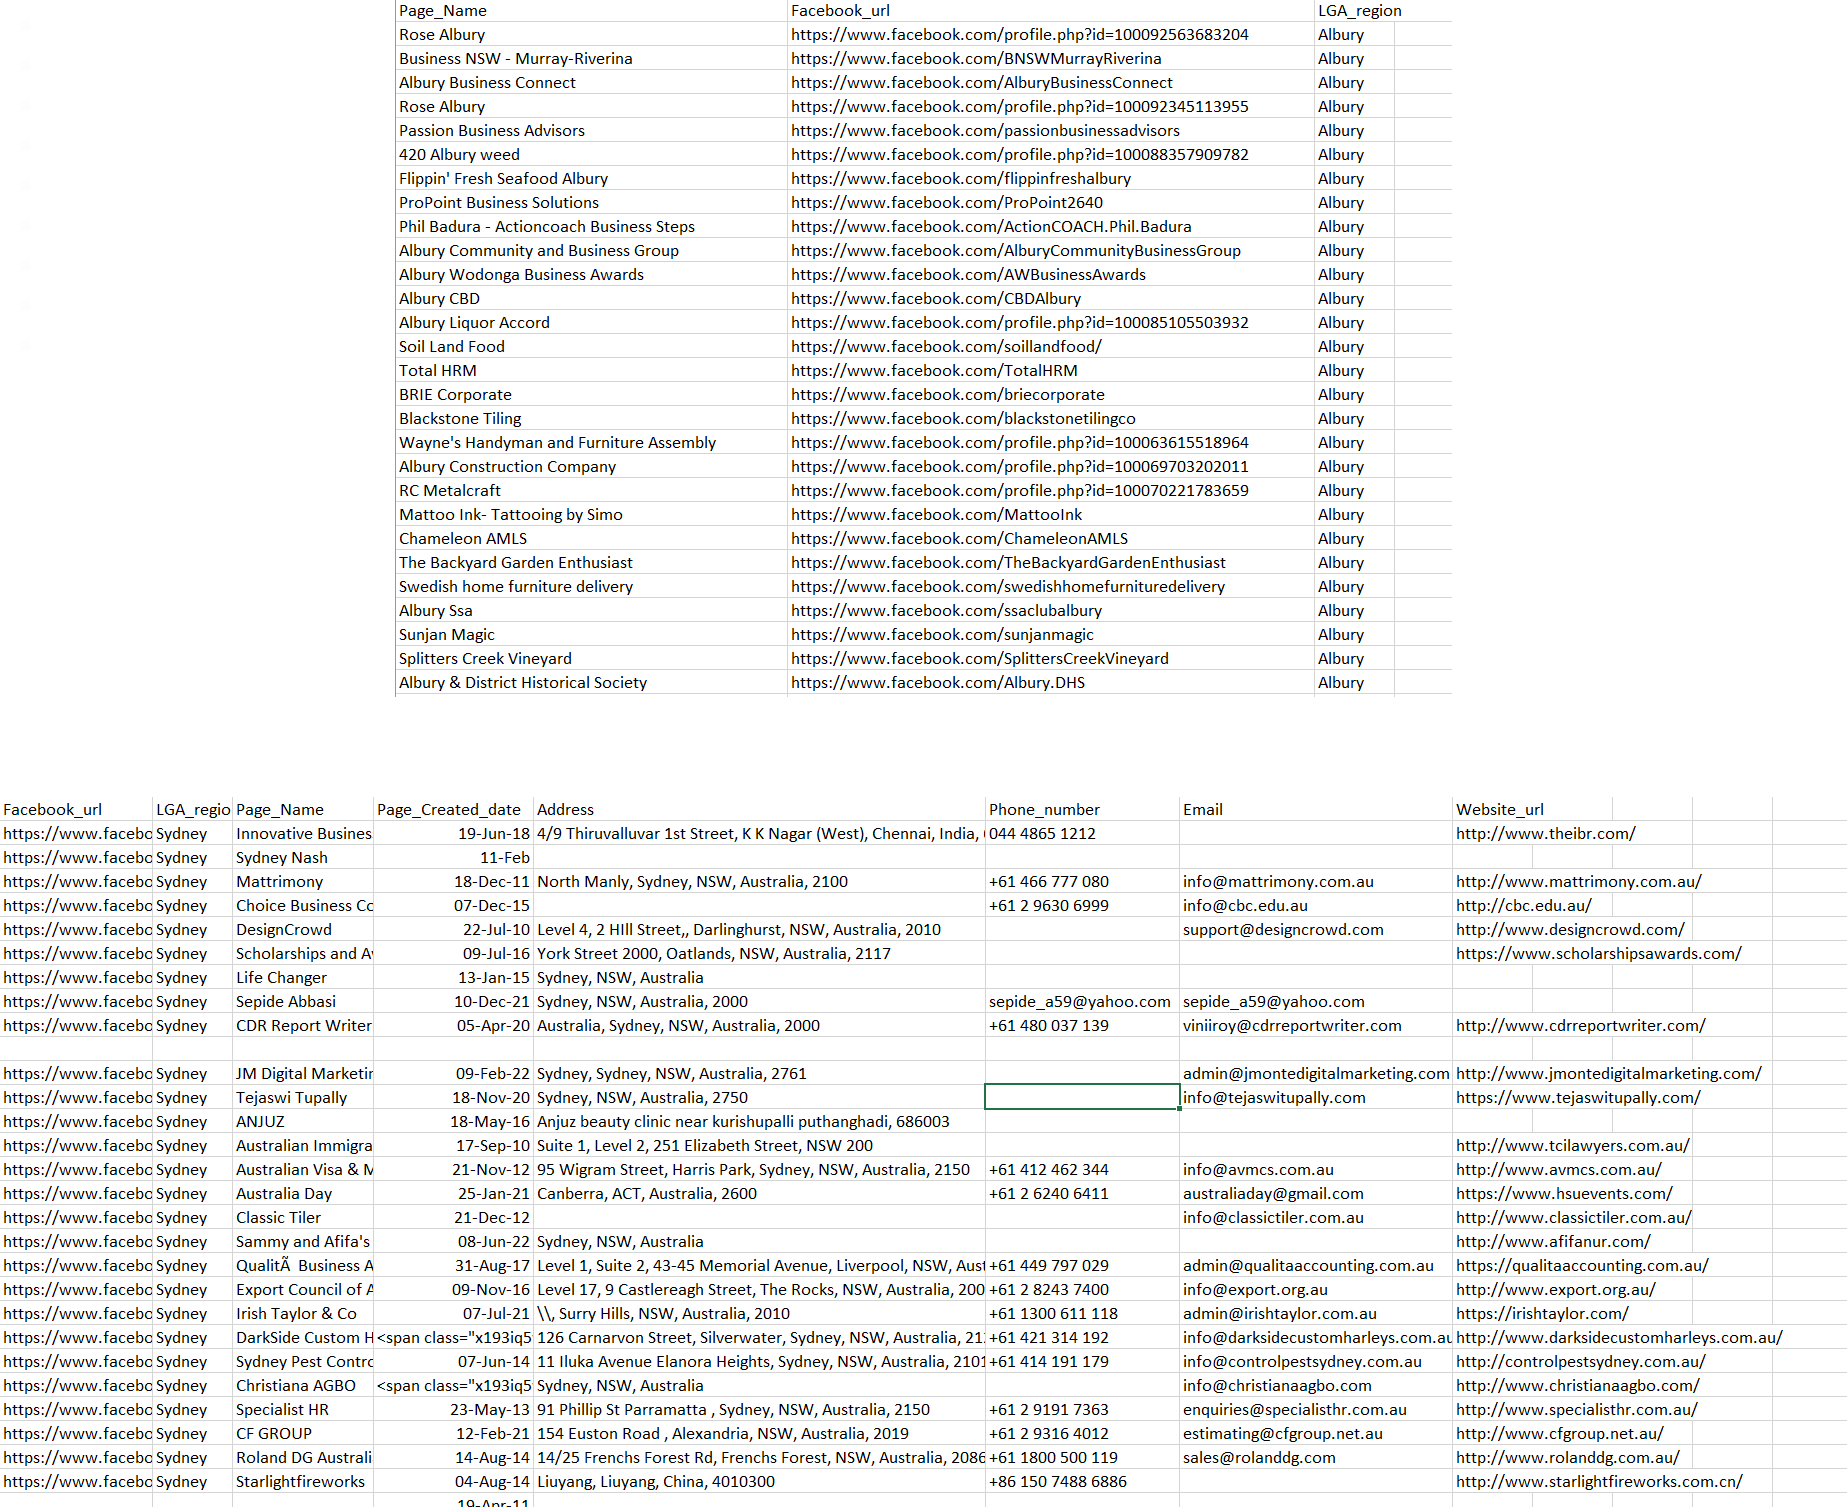 Page_Name Facebook_url LGA_region
Rose Albury https://www.facebook.com/profile.php?id=100092563683204 Albury
Business NSW - Murray-Riverina https://www.facebook.com/BNSWMurrayRiverina Albury
Albury Business Connect https://www.facebook.com/AlburyBusinessConnect Albury
Rose Albury https://www.facebook.com/profile.php?id=100092345113955 Albury
Passion Business Advisors https://www.facebook.com/passionbusinessadvisors Albury
420 Albury weed https://www.facebook.com/profile.php?id=100088357909782 Albury
Flippin' Fresh Seafood Albury https://www.facebook.com/flippinfreshalbury Albury
ProPoint Business Solutions https://www.facebook.com/ProPoint2640 Albury
Phil Badura - Actioncoach Business Steps https://www.facebook.com/ActionCOACH.Phil.Badura Albury
Albury Community and Business Group https://www.facebook.com/AlburyCommunityBusinessGroup Albury
Albury Wodonga Business Awards https://www.facebook.com/AWBusinessAwards Albury
Albury CBD https://www.facebook.com/CBDAlbury Albury
Albury Liquor Accord https://www.facebook.com/profile.php?id=100085105503932 Albury
Soil Land Food https://www.facebook.com/soillandfood/ Albury
Total HRM https://www.facebook.com/TotalHRM Albury
BRIE Corporate https://www.facebook.com/briecorporate Albury
Blackstone Tiling https://www.facebook.com/blackstonetilingco Albury
Wayne's Handyman and Furniture Assembly https://www.facebook.com/profile.php?id=100063615518964 Albury
Albury Construction Company https://www.facebook.com/profile.php?id=100069703202011 Albury
RC Metalcraft https://www.facebook.com/profile.php?id=100070221783659 Albury
Mattoo Ink- Tattooing by Simo https://www.facebook.com/MattooInk Albury
Chameleon AMLS https://www.facebook.com/ChameleonAMLS Albury
The Backyard Garden Enthusiast https://www.facebook.com/TheBackyardGardenEnthusiast Albury
Swedish home furniture delivery https://www.facebook.com/swedishhomefurnituredelivery Albury
Albury Ssa https://www.facebook.com/ssaclubalbury Albury
Sunjan Magic https://www.facebook.com/sunjanmagic Albury
Splitters Creek Vineyard https://www.facebook.com/SplittersCreekVineyard Albury
Albury & District Historical Society https://www.facebook.com/Albury.DHS Albury
Facebook_url LGA_regio Page_Name Page_Created_date Address Phone_number Email Website_url
https://www.facebo Sydney Innovative Busines 19-Jun-18 4/9 Thiruvalluvar 1st Street, K K Nagar (West), Chennai, India, 044 4865 1212 http://www.theibr.com/
https://www.facebo Sydney Sydney Nash 11-Feb
https://www.facebo Sydney Mattrimony 18-Dec-11 North Manly, Sydney, NSW, Australia, 2100 +61 466 777 080 info@mattrimony.com.au http://www.mattrimony.com.au/
https://www.facebo Sydney Choice Business Co 07-Dec-15 +61 2 9630 6999 info@cbc.edu.au http://cbc.edu.au/
https://www.facebo Sydney DesignCrowd 22-Jul-10 Level 4, 2 HIll Street,, Darlinghurst, NSW, Australia, 2010 support@designcrowd.com http://www.designcrowd.com/
https://www.facebo Sydney Scholarships and Av 09-Jul-16 York Street 2000, Oatlands, NSW, Australia, 2117 https://www.scholarshipsawards.com/
https://www.facebo Sydney Life Changer 13-Jan-15 Sydney, NSW, Australia
https://www.facebo Sydney Sepide Abbasi 10-Dec-21 Sydney, NSW, Australia, 2000 sepide_a59@yahoo.com sepide_a59@yahoo.com
https://www.facebo Sydney CDR Report Writer 05-Apr-20 Australia, Sydney, NSW, Australia, 2000 +61 480 037 139 viniiroy@cdrreportwriter.com http://www.cdrreportwriter.com/
https://www.facebo Sydney JM Digital Marketin 09-Feb-22 Sydney, Sydney, NSW, Australia, 2761 admin@jmontedigitalmarketing.com http://www.jmontedigitalmarketing.com/
https://www.facebo Sydney Tejaswi Tupally 18-Nov-20 Sydney, NSW, Australia, 2750 info@tejaswitupally.com https://www.tejaswitupally.com/
https://www.facebo Sydney ANJUZ 18-May-16 Anjuz beauty clinic near kurishupalli puthanghadi, 686003
https://www.facebo Sydney Australian Immigra 17-Sep-10 Suite 1, Level 2, 251 Elizabeth Street, NSW 200 http://www.tcilawyers.com.au/
https://www.facebo Sydney Australian Visa & M 21-Nov-12 95 Wigram Street, Harris Park, Sydney, NSW, Australia, 2150 +61 412 462 344 info@avmcs.com.au http://www.avmcs.com.au/
https://www.facebo Sydney Australia Day 25-Jan-21 Canberra, ACT, Australia, 2600 +61 2 6240 6411 australiaday@gmail.com https://www.hsuevents.com/
https://www.facebo Sydney Classic Tiler 21-Dec-12 info@classictiler.com.au http://www.classictiler.com.au/
https://www.facebo Sydney Sammy and Afifa's 08-Jun-22 Sydney, NSW, Australia http://www.afifanur.com/
https://www.facebo Sydney QualitÃ Business A 31-Aug-17 Level 1, Suite 2, 43-45 Memorial Avenue, Liverpool, NSW, Aust +61 449 797 029 admin@qualitaaccounting.com.au https://qualitaaccounting.com.au/
https://www.facebo Sydney Export Council of A 09-Nov-16 Level 17, 9 Castlereagh Street, The Rocks, NSW, Australia, 200 +61 2 8243 7400 info@export.org.au http://www.export.org.au/
https://www.facebo Sydney Irish Taylor & Co 07-Jul-21 \\, Surry Hills, NSW, Australia, 2010 +61 1300 611 118 admin@irishtaylor.com.au https://irishtaylor.com/
https://www.facebo Sydney DarkSide Custom H <span class="x193iq5 126 Carnarvon Street, Silverwater, Sydney, NSW, Australia, 21 +61 421 314 192 info@darksidecustomharleys.com.au http://www.darksidecustomharleys.com.au/
https://www.facebo Sydney Sydney Pest Contro 07-Jun-14 11 Iluka Avenue Elanora Heights, Sydney, NSW, Australia, 2101 +61 414 191 179 info@controlpestsydney.com.au http://controlpestsydney.com.au/
https://www.facebo Sydney Christiana AGBO <span class="x193iq5 Sydney, NSW, Australia info@christianaagbo.com http://www.christianaagbo.com/
https://www.facebo Sydney Specialist HR 23-May-13 91 Phillip St Parramatta , Sydney, NSW, Australia, 2150 +61 2 9191 7363 enquiries@specialisthr.com.au http://www.specialisthr.com.au/
https://www.facebo Sydney CF GROUP 12-Feb-21 154 Euston Road , Alexandria, NSW, Australia, 2019 +61 2 9316 4012 estimating@cfgroup.net.au http://www.cfgroup.net.au/
https://www.facebo Sydney Roland DG Australi 14-Aug-14 14/25 Frenchs Forest Rd, Frenchs Forest, NSW, Australia, 2086 +61 1800 500 119 sales@rolanddg.com http://www.rolanddg.com.au/
https://www.facebo Sydney Starlightfireworks 04-Aug-14 Liuyang, Liuyang, China, 4010300 +86 150 7488 6886 http://www.starlightfireworks.com.cn/
19-Apr-11